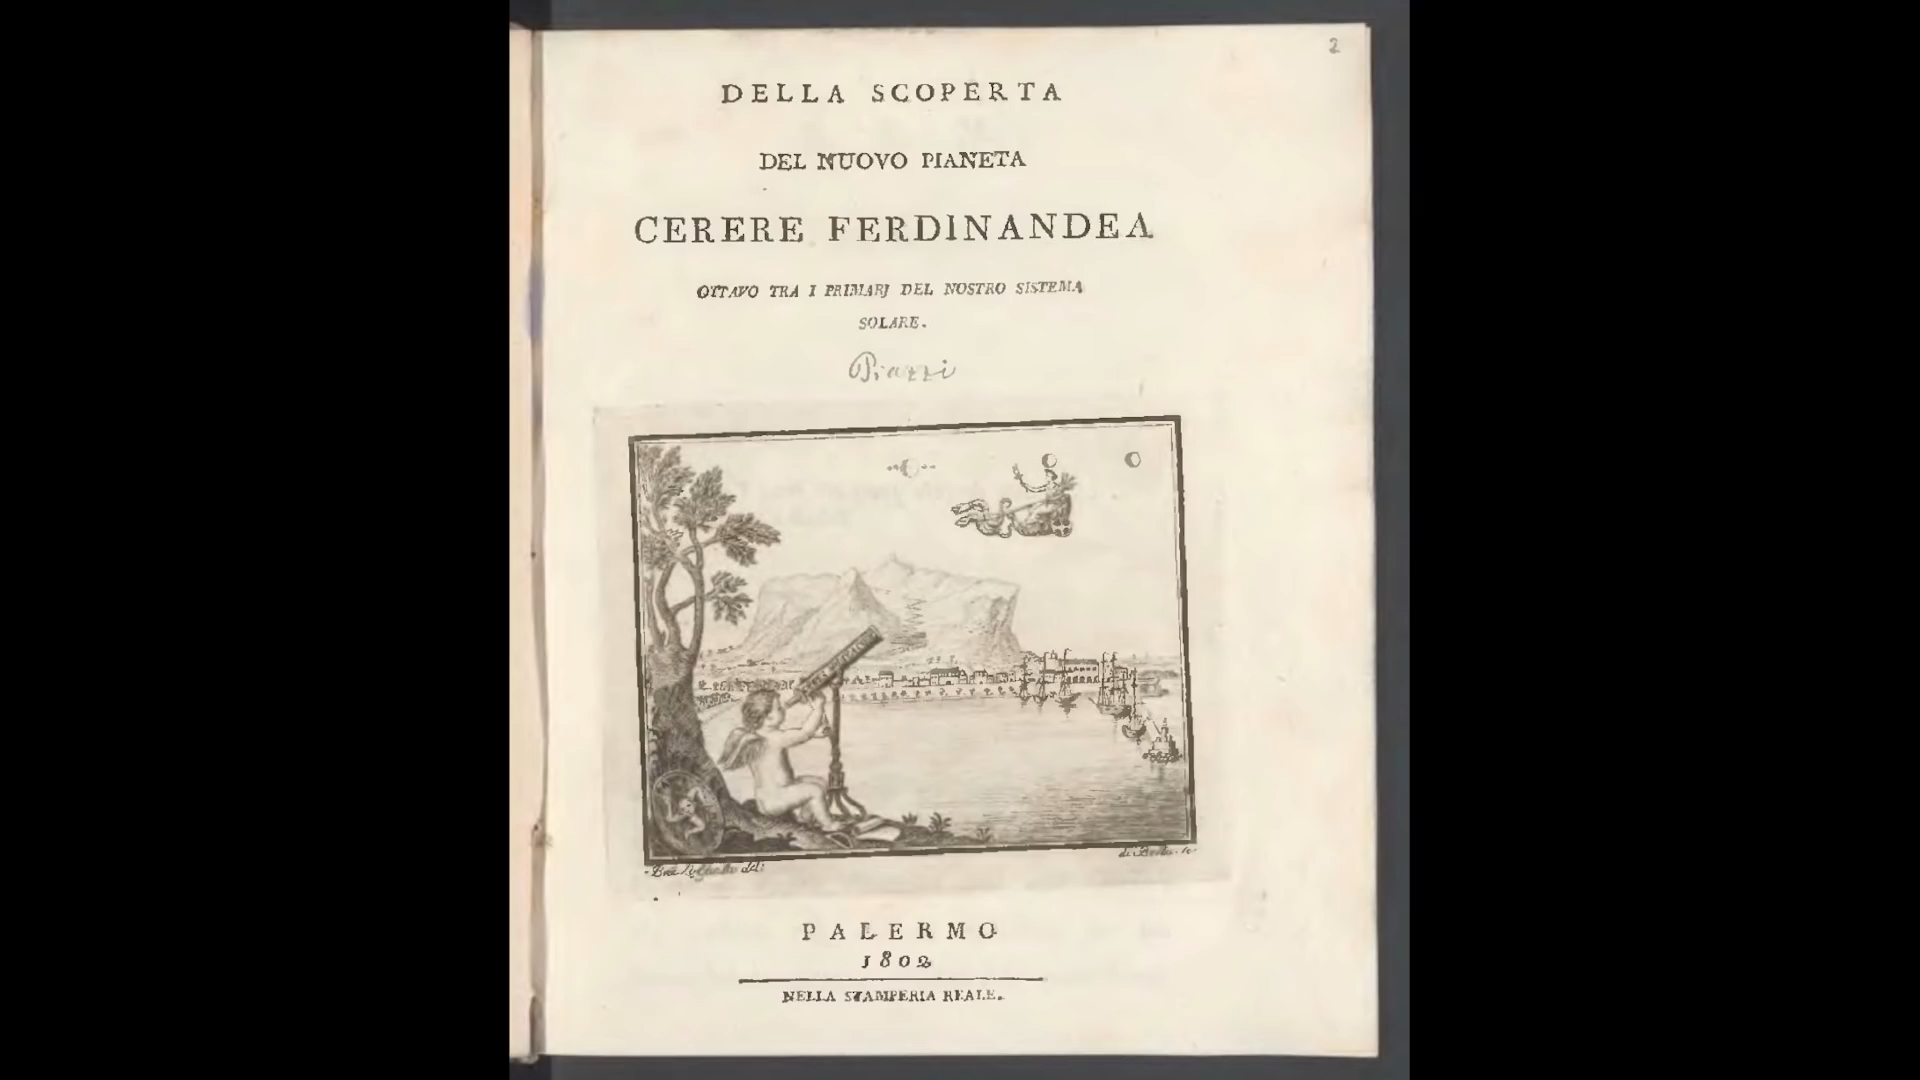 2
DELLA SCOPERTA
DEL NUOVO PIANETA
CERERE FERDINANDEA
OTTAVO TRA I PRIMARJ DEL NOSTRO SISTEMA
SOLARE.
Piazzi
PALERMO
1802
NELLA STAMPERIA REALE.